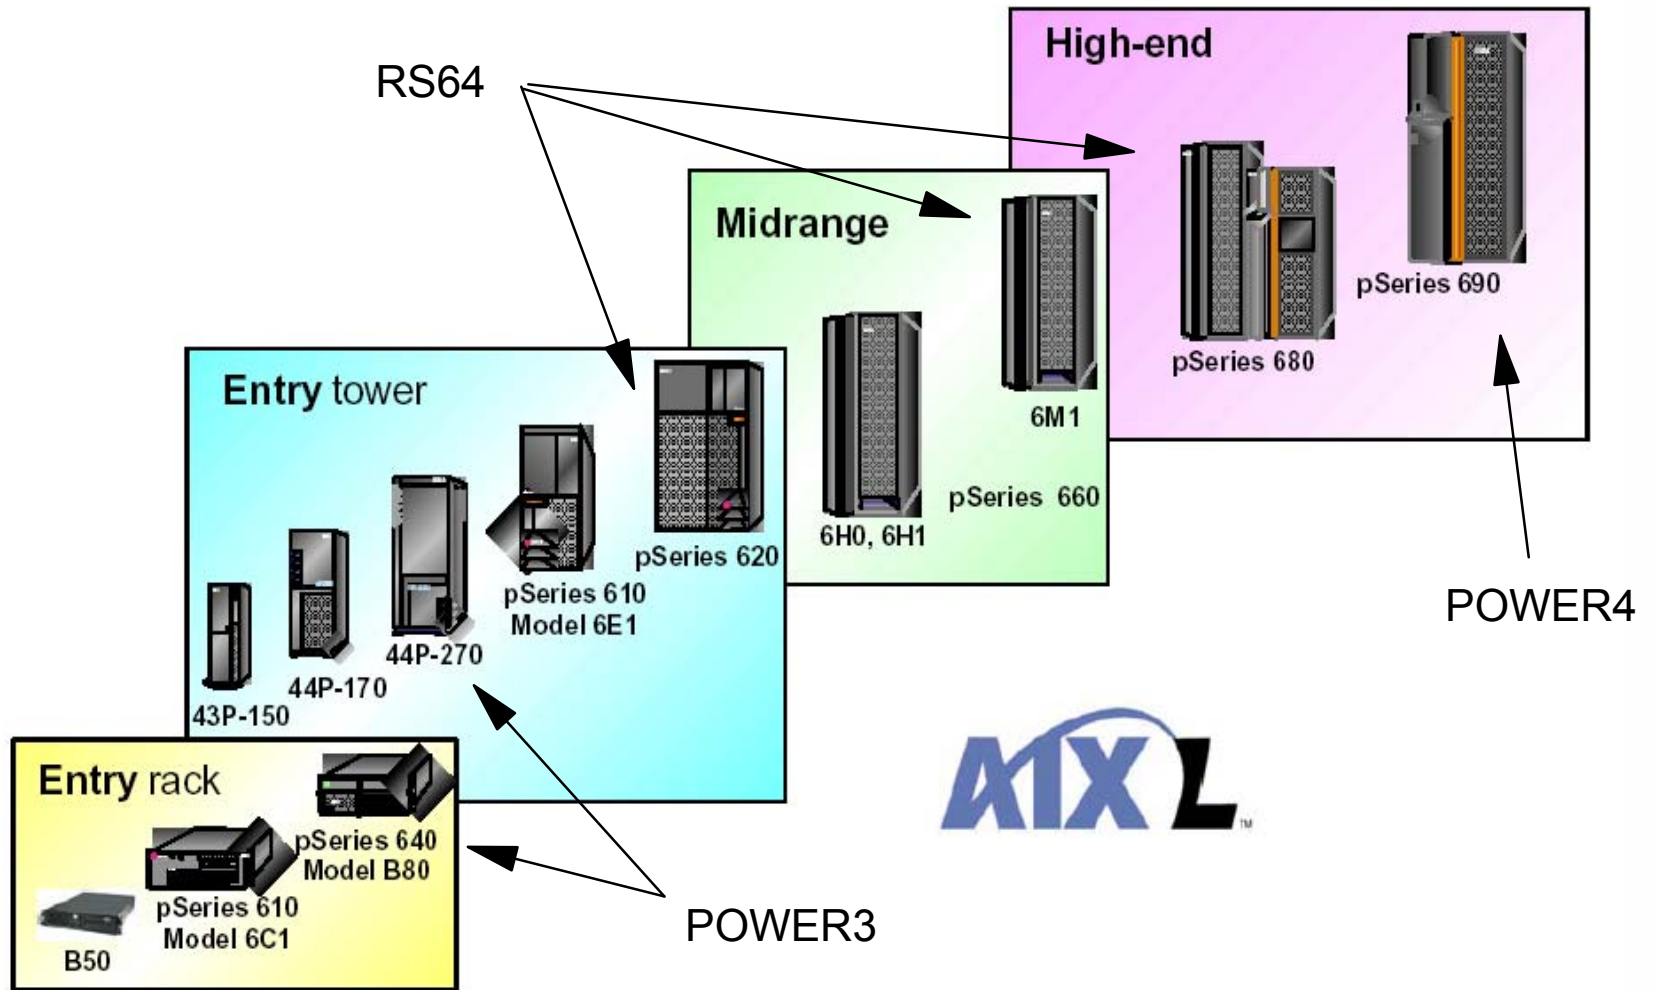 High-end
RS64
pSeries 690
Midrange
pSeries 680
6M1
pSeries 660
6H0, 6H1
Entry tower
pSeries 620
pSeries 610
Model 6E1
44P-270
44P-170
43P-150
POWER4
AIX L
TM
Entry rack
pSeries 640
Model B80
pSeries 610
Model 6C1
B50
POWER3